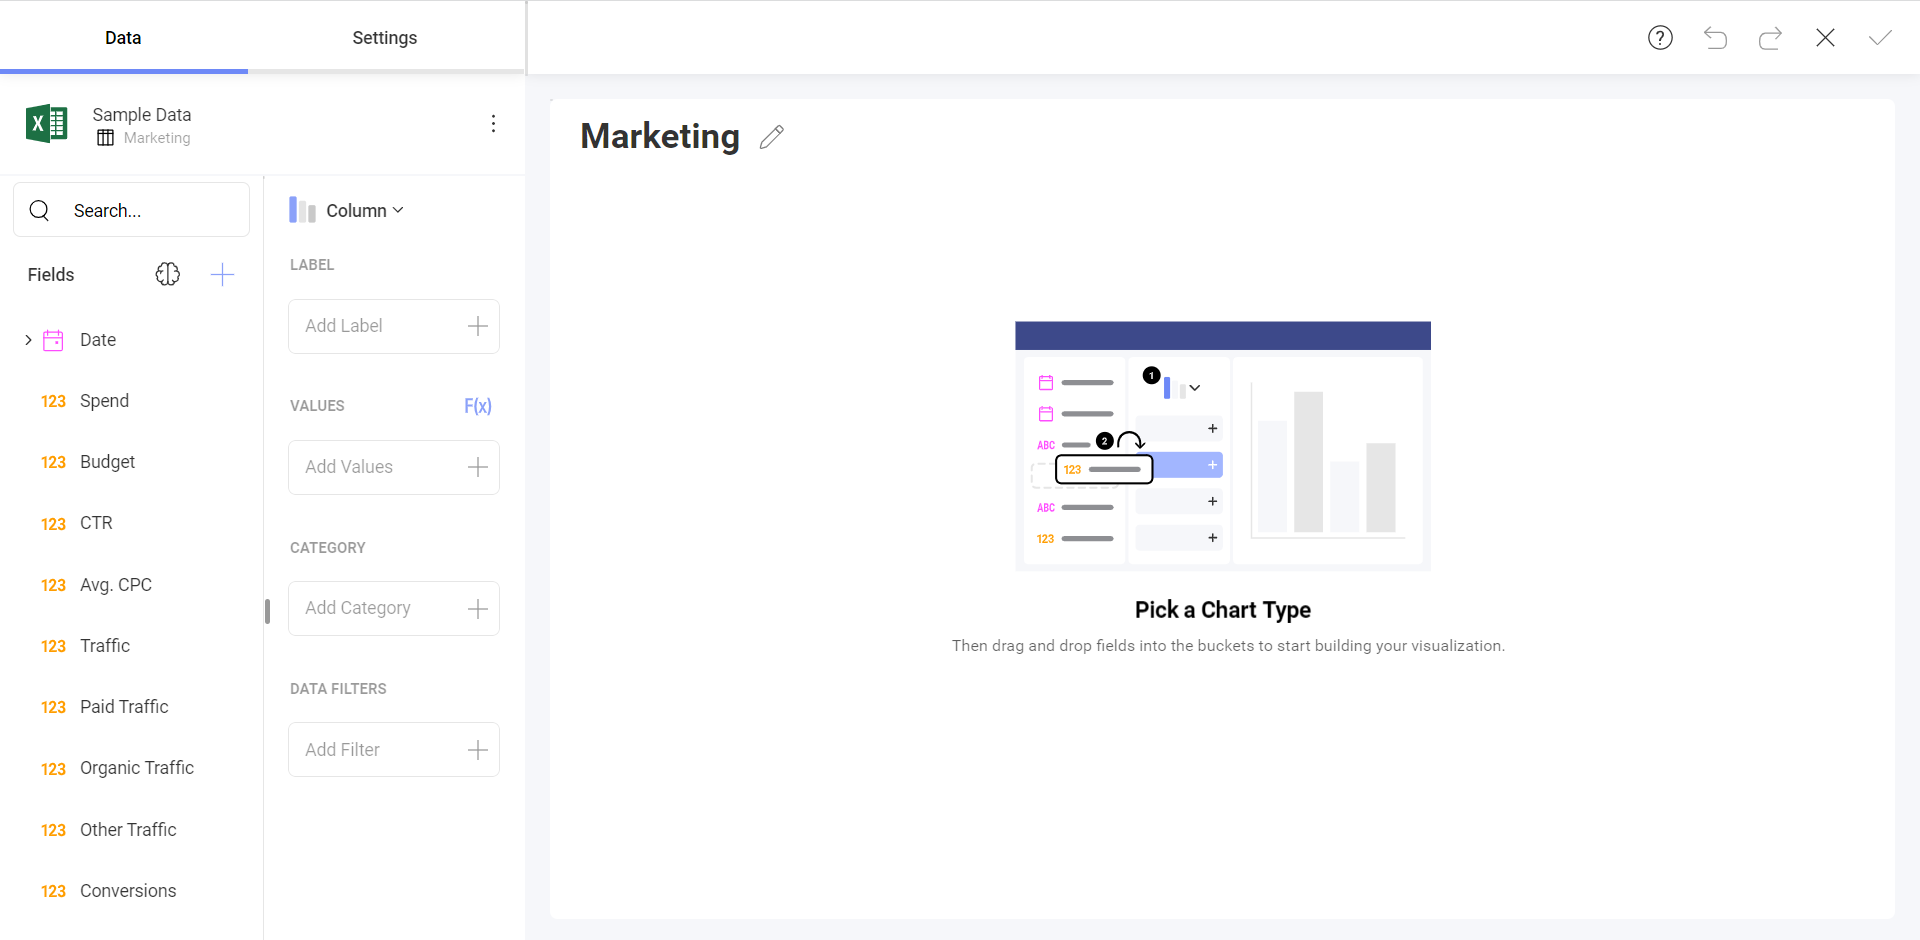 Data
Settings
Sample Data
Marketing
Search...
Fields
Date
123 Spend
123 Budget
123 CTR
123 Avg. CPC
123 Traffic
123 Paid Traffic
123 Organic Traffic
123 Other Traffic
123 Conversions
Column
LABEL
Add Label
VALUES F(x)
Add Values
CATEGORY
Add Category
DATA FILTERS
Add Filter
Marketing
1
ABC 2
123
ABC
123
Pick a Chart Type
Then drag and drop fields into the buckets to start building your visualization.